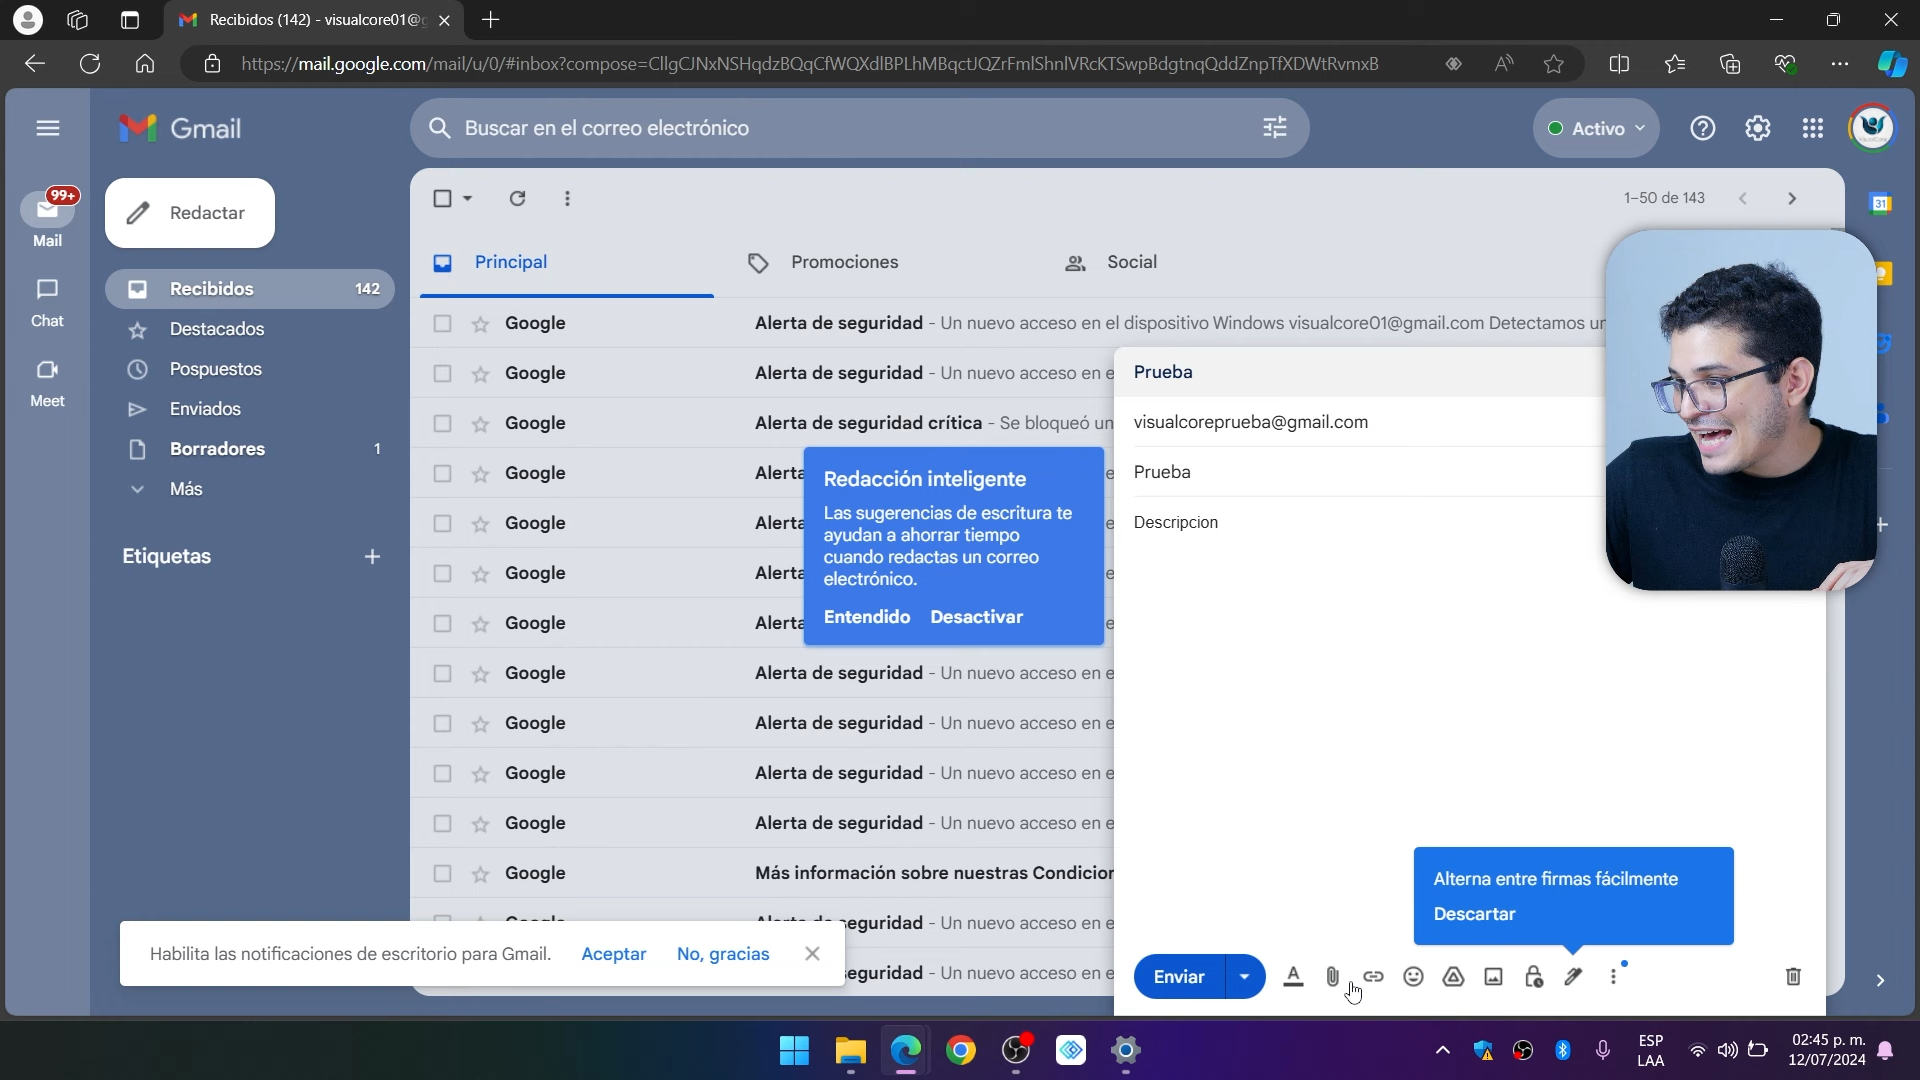 Recibidos (142) - visualcore01@g
https://mail.google.com/mail/u/0/#inbox?compose=CllgCJNxNSHqdzBQqCfWQXdlBPLhMBqctJQZrFmlShnlVRcKTSwpBdgtnqQddZnpTfXDWtRvmxB
Gmail
Buscar en el correo electrónico
Activo
99+
Mail
Chat
Meet
Redactar
Recibidos 142
Destacados
Pospuestos
Enviados
Borradores 1
Más
Etiquetas
1–50 de 143
31
Principal
Promociones
Social
Google Alerta de seguridad - Un nuevo acceso en el dispositivo Windows visualcore01@gmail.com Detectamos un
Google Alerta de seguridad - Un nuevo acceso en e
Google Alerta de seguridad crítica - Se bloqueó un
Google Alerta
Google Alerta
Google Alerta
Google Alerta
Google Alerta de seguridad - Un nuevo acceso en e
Google Alerta de seguridad - Un nuevo acceso en e
Google Alerta de seguridad - Un nuevo acceso en e
Google Alerta de seguridad - Un nuevo acceso en e
Google Más información sobre nuestras Condicior
Google Alerta de seguridad - Un nuevo acceso en e
eguridad - Un nuevo acceso en e
Redacción inteligente
Las sugerencias de escritura te
ayudan a ahorrar tiempo
cuando redactas un correo
electrónico.
Entendido Desactivar
Prueba
visualcoreprueba@gmail.com
Prueba
Descripcion
Alterna entre firmas fácilmente
Descartar
Enviar
Habilita las notificaciones de escritorio para Gmail. Aceptar No, gracias
ESP
LAA
02:45 p. m.
12/07/2024